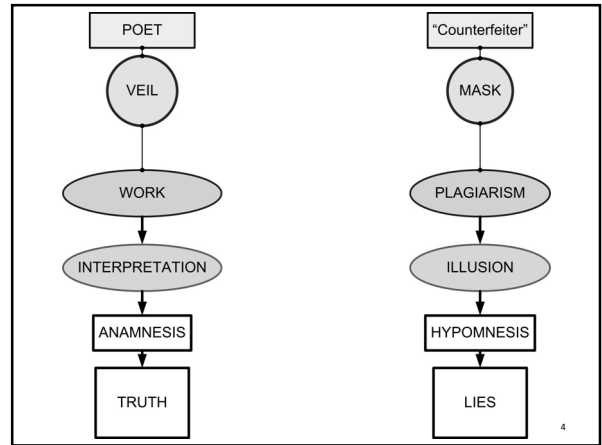 POET
VEIL
WORK
INTERPRETATION
ANAMNESIS
TRUTH
“Counterfeiter”
MASK
PLAGIARISM
ILLUSION
HYPOMNESIS
LIES
4